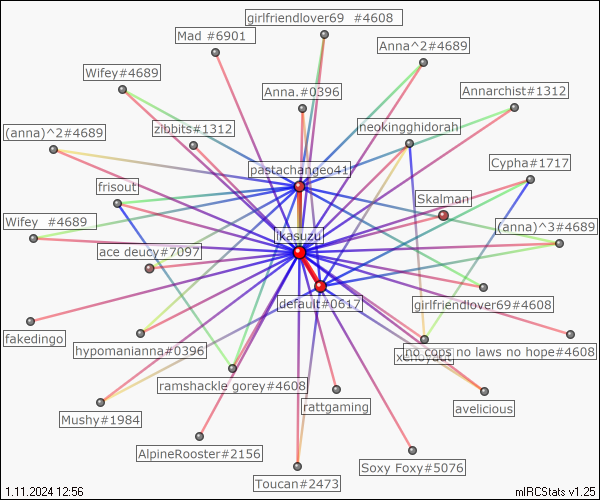 girlfriendlover69 #4608
Mad #6901
Anna^2#4689
Wifey#4689
Anna.#0396
Annarchist#1312
(anna)^2#4689
zibbits#1312
neokingghidorah
pastachangeo41
Cypha#1717
frisout
Skalman
Wifey #4689
ikasuzu
(anna)^3#4689
ace deucy#7097
default#0617
girlfriendlover69#4608
fakedingo
hypomanianna#0396
no cops no laws no hope#4608
ramshackle gorey#4608
rattgaming
avelicious
Mushy#1984
AlpineRooster#2156
Soxy Foxy#5076
Toucan#2473
1.11.2024 12:56
mIRCStats v1.25